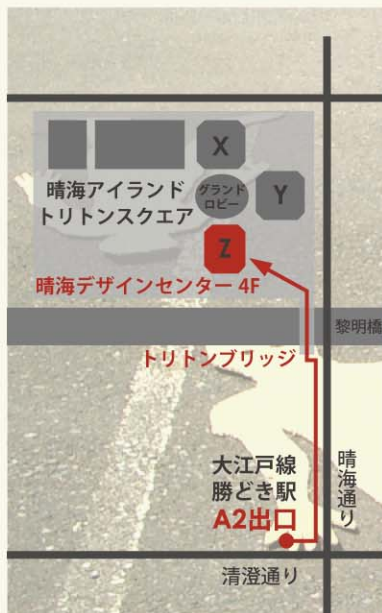 X
晴海アイランド
トリトンスクエア
グランド
ロビー
Y
Z
晴海デザインセンター 4F
黎明橋
トリトンブリッジ
大江戸線
勝どき駅
A2出口
晴海通り
清澄通り